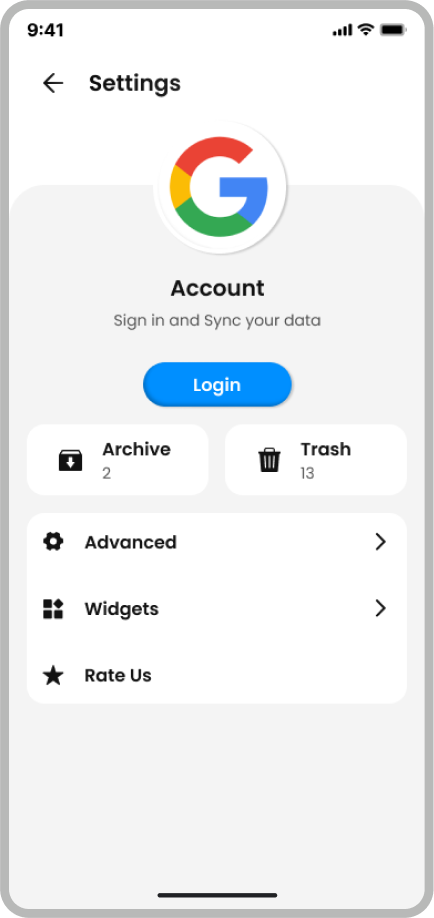 9:41
Settings
Account
Sign in and Sync your data
Login
Archive
2
Trash
13
Advanced
Widgets
Rate Us